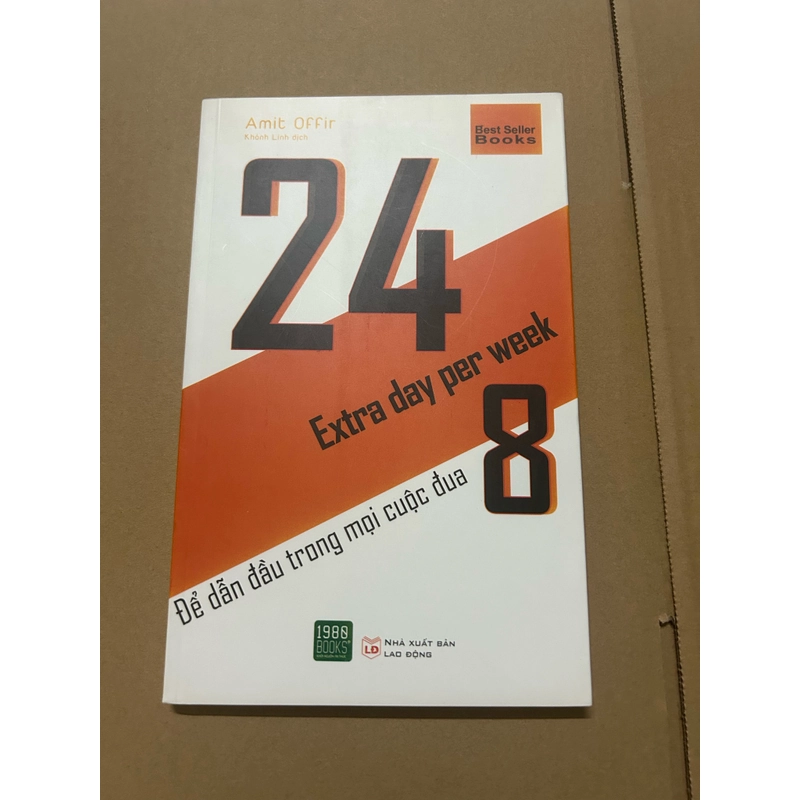 Amit Offir
Khánh Linh dịch
Best Seller
Books
24
Extra day per week
8
Để dẫn đầu trong mọi cuộc đua
1980
BOOKS
LĐ
NHÀ XUẤT BẢN
LAO ĐỘNG